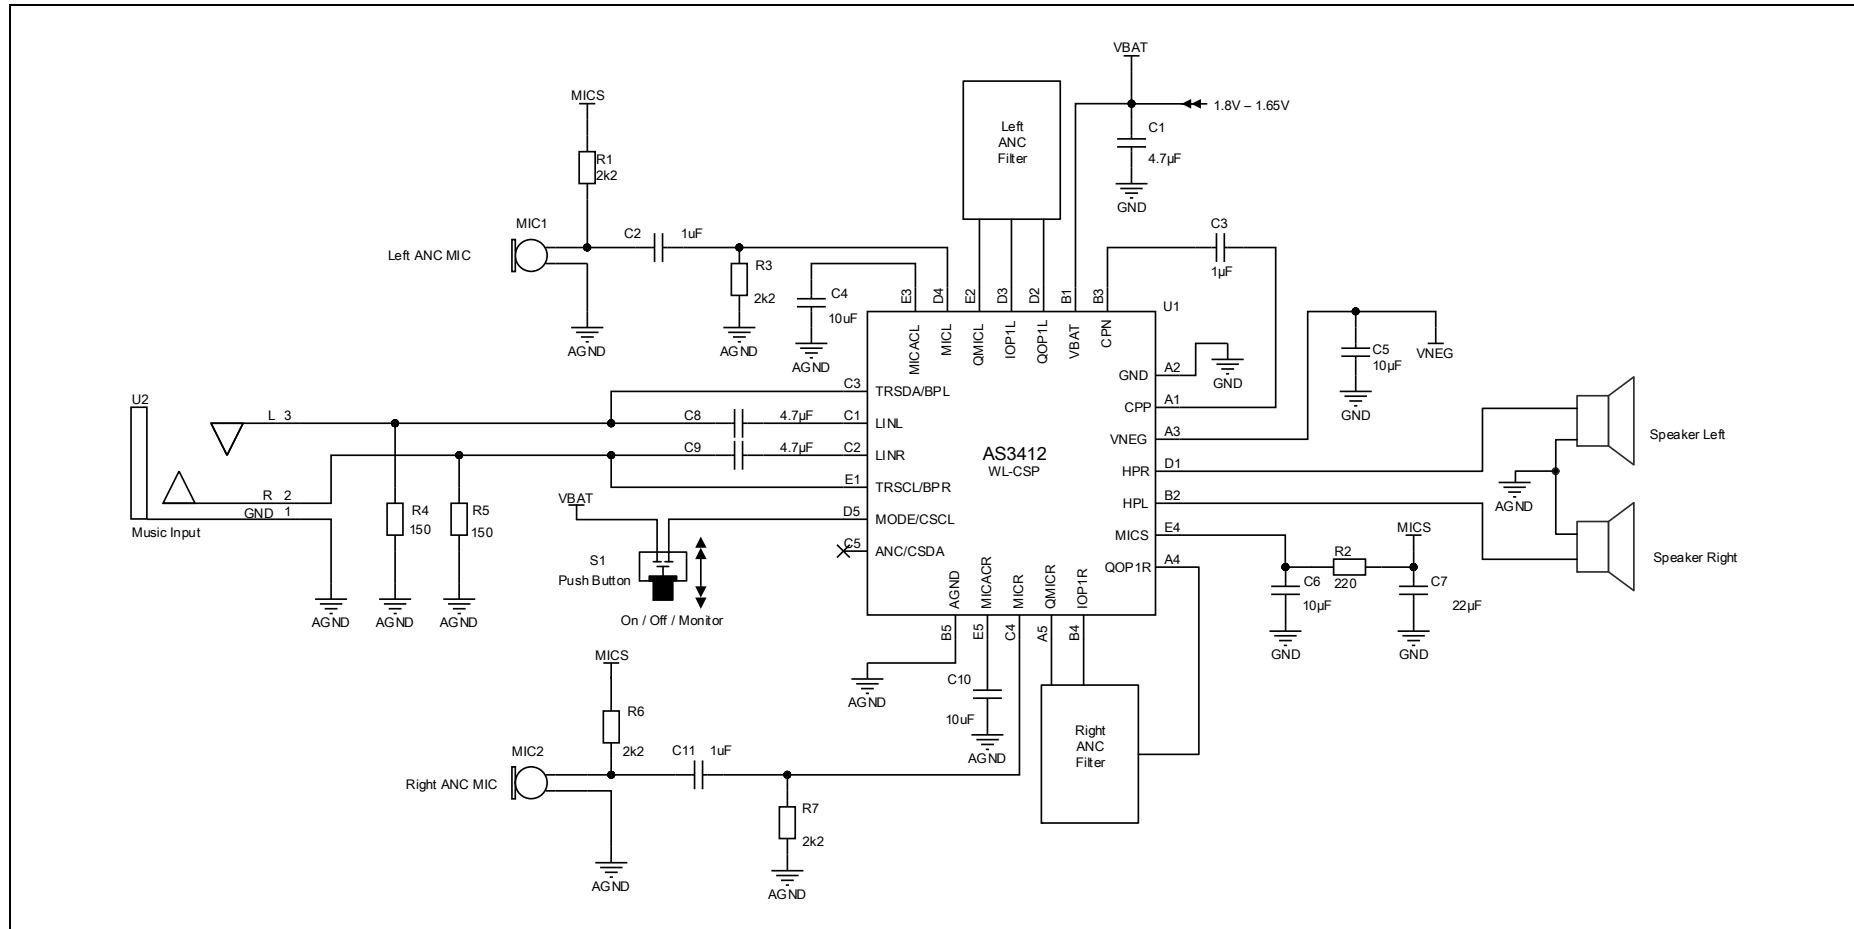 VBAT
1.8V – 1.65V
C1
4.7µF
GND
MICS
R1
2k2
MIC1
Left ANC MIC
AGND
C2
1uF
R3
2k2
AGND
C4
10uF
AGND
Left
ANC
Filter
C3
1µF
E3
D4
E2
D3
D2
B1
B3
U1
MICACL
MICL
QMICL
IOP1L
QOP1L
VBAT
CPN
U2
L 3
R 2
GND 1
Music Input
AGND
R4
150
AGND
R5
150
AGND
C8
4.7µF
C9
4.7µF
C3
TRSDA/BPL
C1
LINL
C2
LINR
E1
TRSCL/BPR
D5
MODE/CSCL
C5
ANC/CSDA
AS3412
WL-CSP
VBAT
S1
Push Button
On / Off / Monitor
GND
A2
GND
CPP
A1
VNEG
A3
HPR
D1
HPL
B2
MICS
E4
QOP1R
A4
C5
10µF
GND
VNEG
Speaker Left
AGND
Speaker Right
MICS
R2
220
C6
10µF
GND
C7
22µF
GND
AGND
MICACR
MICR
QMICR
IOP1R
B5
E5
C4
A5
B4
AGND
C10
10uF
AGND
Right
ANC
Filter
MICS
R6
2k2
MIC2
Right ANC MIC
AGND
C11
1uF
R7
2k2
AGND